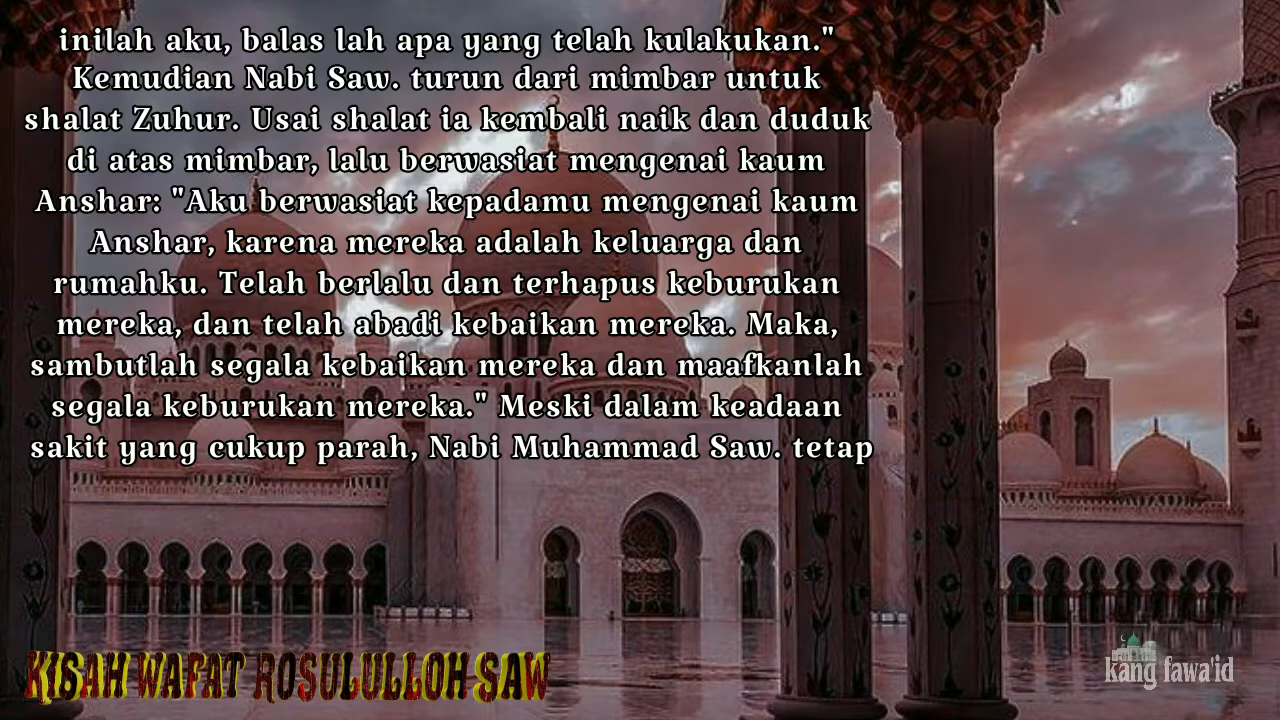 inilah aku, balas lah apa yang telah kulakukan."
Kemudian Nabi Saw. turun dari mimbar untuk
shalat Zuhur. Usai shalat ia kembali naik dan duduk
di atas mimbar, lalu berwasiat mengenai kaum
Anshar: "Aku berwasiat kepadamu mengenai kaum
Anshar, karena mereka adalah keluarga dan
rumahku. Telah berlalu dan terhapus keburukan
mereka, dan telah abadi kebaikan mereka. Maka,
sambutlah segala kebaikan mereka dan maafkanlah
segala keburukan mereka." Meski dalam keadaan
sakit yang cukup parah, Nabi Muhammad Saw. tetap
KISAH WAFAT ROSULULLOH SAW
kang fawa'id